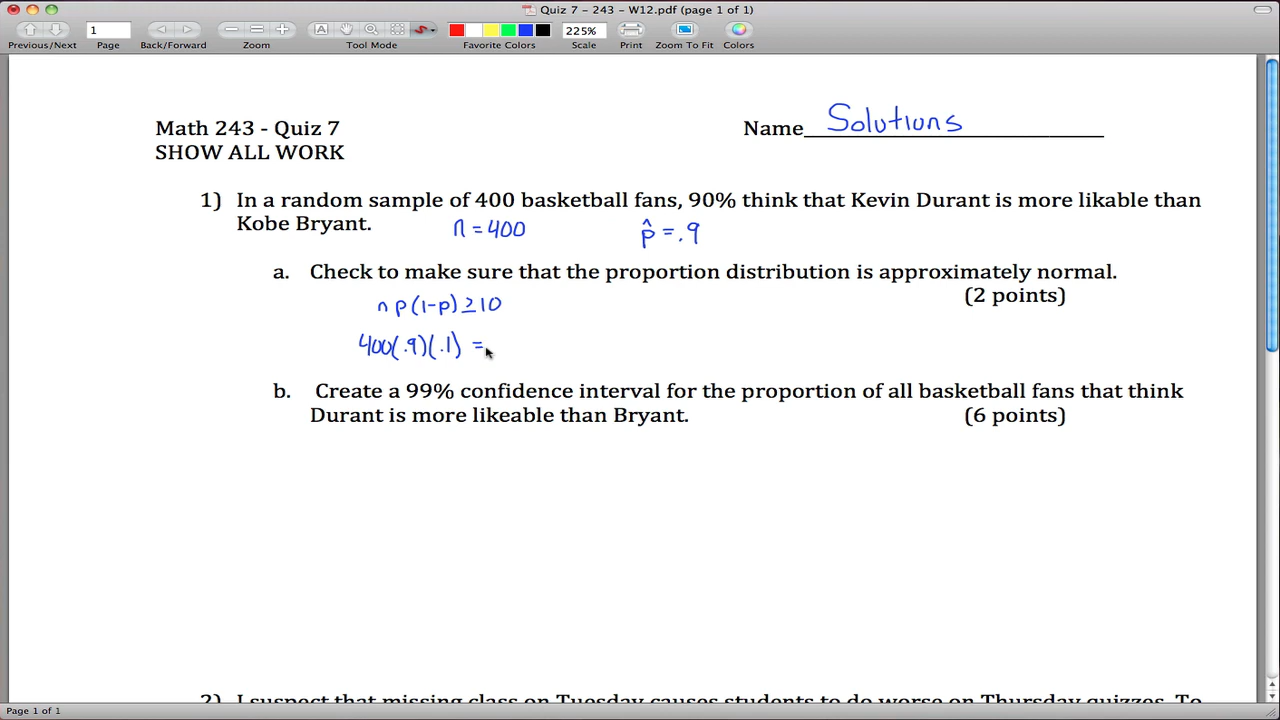 Quiz 7 - 243 - W12.pdf (page 1 of 1)
1
A
225%
Previous/Next Page Back/Forward Zoom Tool Mode Favorite Colors Scale Print Zoom To Fit Colors
Math 243 - Quiz 7 Name Solutions
SHOW ALL WORK
1) In a random sample of 400 basketball fans, 90% think that Kevin Durant is more likable than
Kobe Bryant. n = 400 p̂ = .9
a. Check to make sure that the proportion distribution is approximately normal.
(2 points)
n p (1-p) ≥ 10
400(.9)(.1) =
b. Create a 99% confidence interval for the proportion of all basketball fans that think
Durant is more likeable than Bryant. (6 points)
2) I suspect that missing class on Tuesday causes students to do worse on Thursday quizzes. To
Page 1 of 1